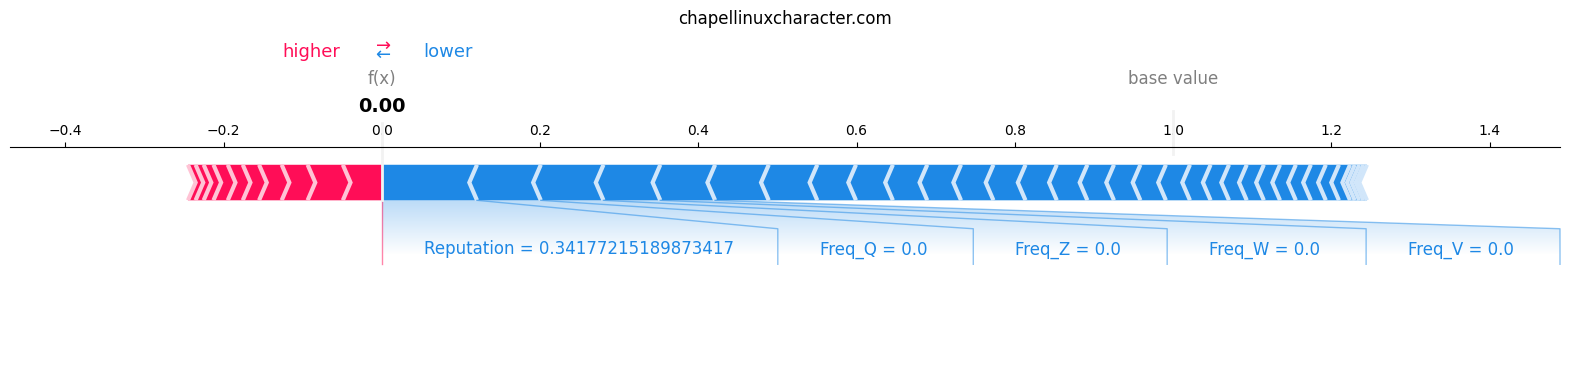 chapellinuxcharacter.com
higher ⇄ lower
f(x) base value
0.00
−0.4 −0.2 0.0 0.2 0.4 0.6 0.8 1.0 1.2 1.4
Reputation = 0.34177215189873417 Freq_Q = 0.0 Freq_Z = 0.0 Freq_W = 0.0 Freq_V = 0.0